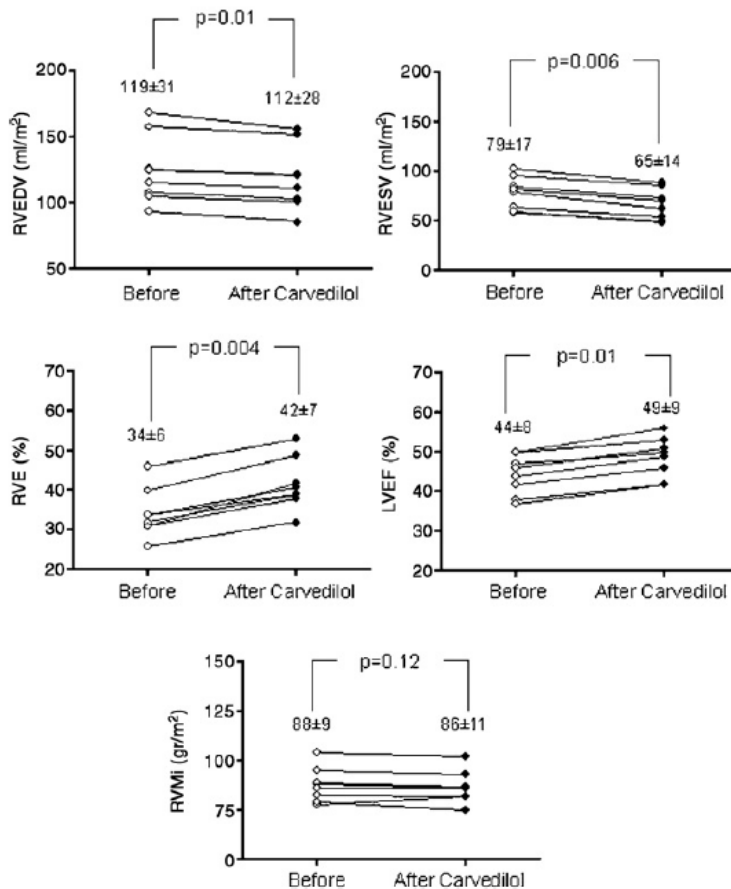 p=0.01
119±31
112±28
RVEDV (ml/m²)
200
150
100
50
Before
After Carvedilol
p=0.006
79±17
65±14
RVESV (ml/m²)
200
150
100
50
0
Before
After Carvedilol
p=0.004
34±6
42±7
RVE (%)
70
60
50
40
30
20
Before
After Carvedilol
p=0.01
44±8
49±9
LVEF (%)
70
60
50
40
30
20
Before
After Carvedilol
p=0.12
88±9
86±11
RVMi (gr/m²)
150
125
100
75
0
Before
After Carvedilol